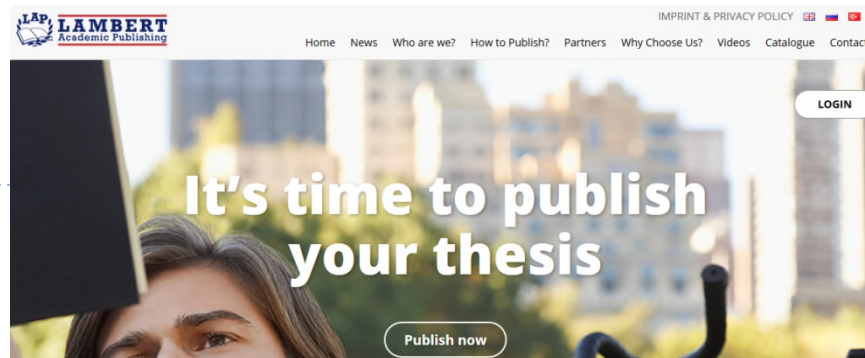 LAP
LAMBERT
Academic Publishing
IMPRINT & PRIVACY POLICY
Home News Who are we? How to Publish? Partners Why Choose Us? Videos Catalogue Contact
LOGIN
It's time to publish
your thesis
Publish now